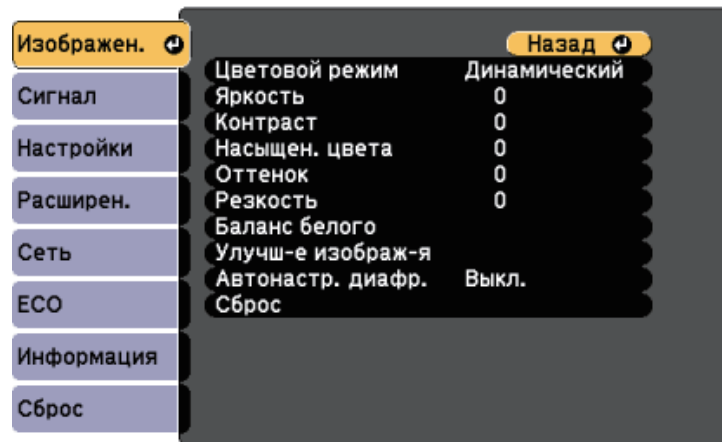 Изображен.
Сигнал
Настройки
Расширен.
Сеть
ECO
Информация
Сброс
Назад
Цветовой режим Динамический
Яркость 0
Контраст 0
Насыщен. цвета 0
Оттенок 0
Резкость 0
Баланс белого
Улучш-е изображ-я
Автонастр. диафр. Выкл.
Сброс